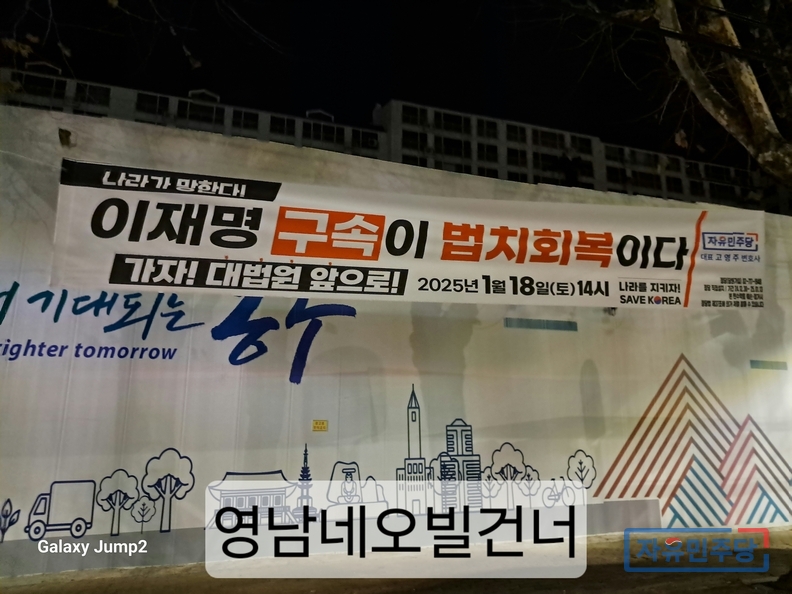 나라가 말한다!
이재명 구속이 법치회복이다
가자! 대법원 앞으로!
2025년 1월 18일(토) 14시
나라를 지키자!
SAVE KOREA
자유민주당
대표 고영주 변호사
기대되는
righter tomorrow
Galaxy Jump2
영남네오빌건너
자유민주당